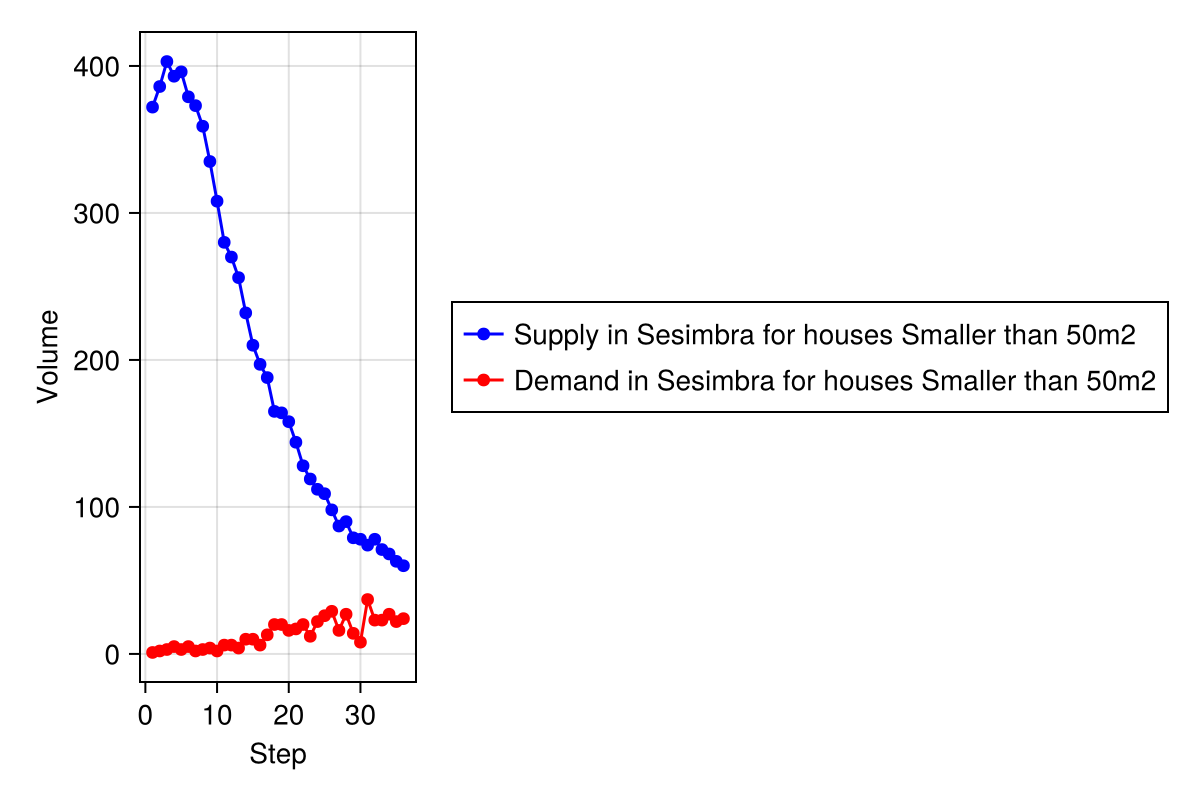 400
300
200
100
0
Volume
0 10 20 30
Step
Supply in Sesimbra for houses Smaller than 50m2
Demand in Sesimbra for houses Smaller than 50m2